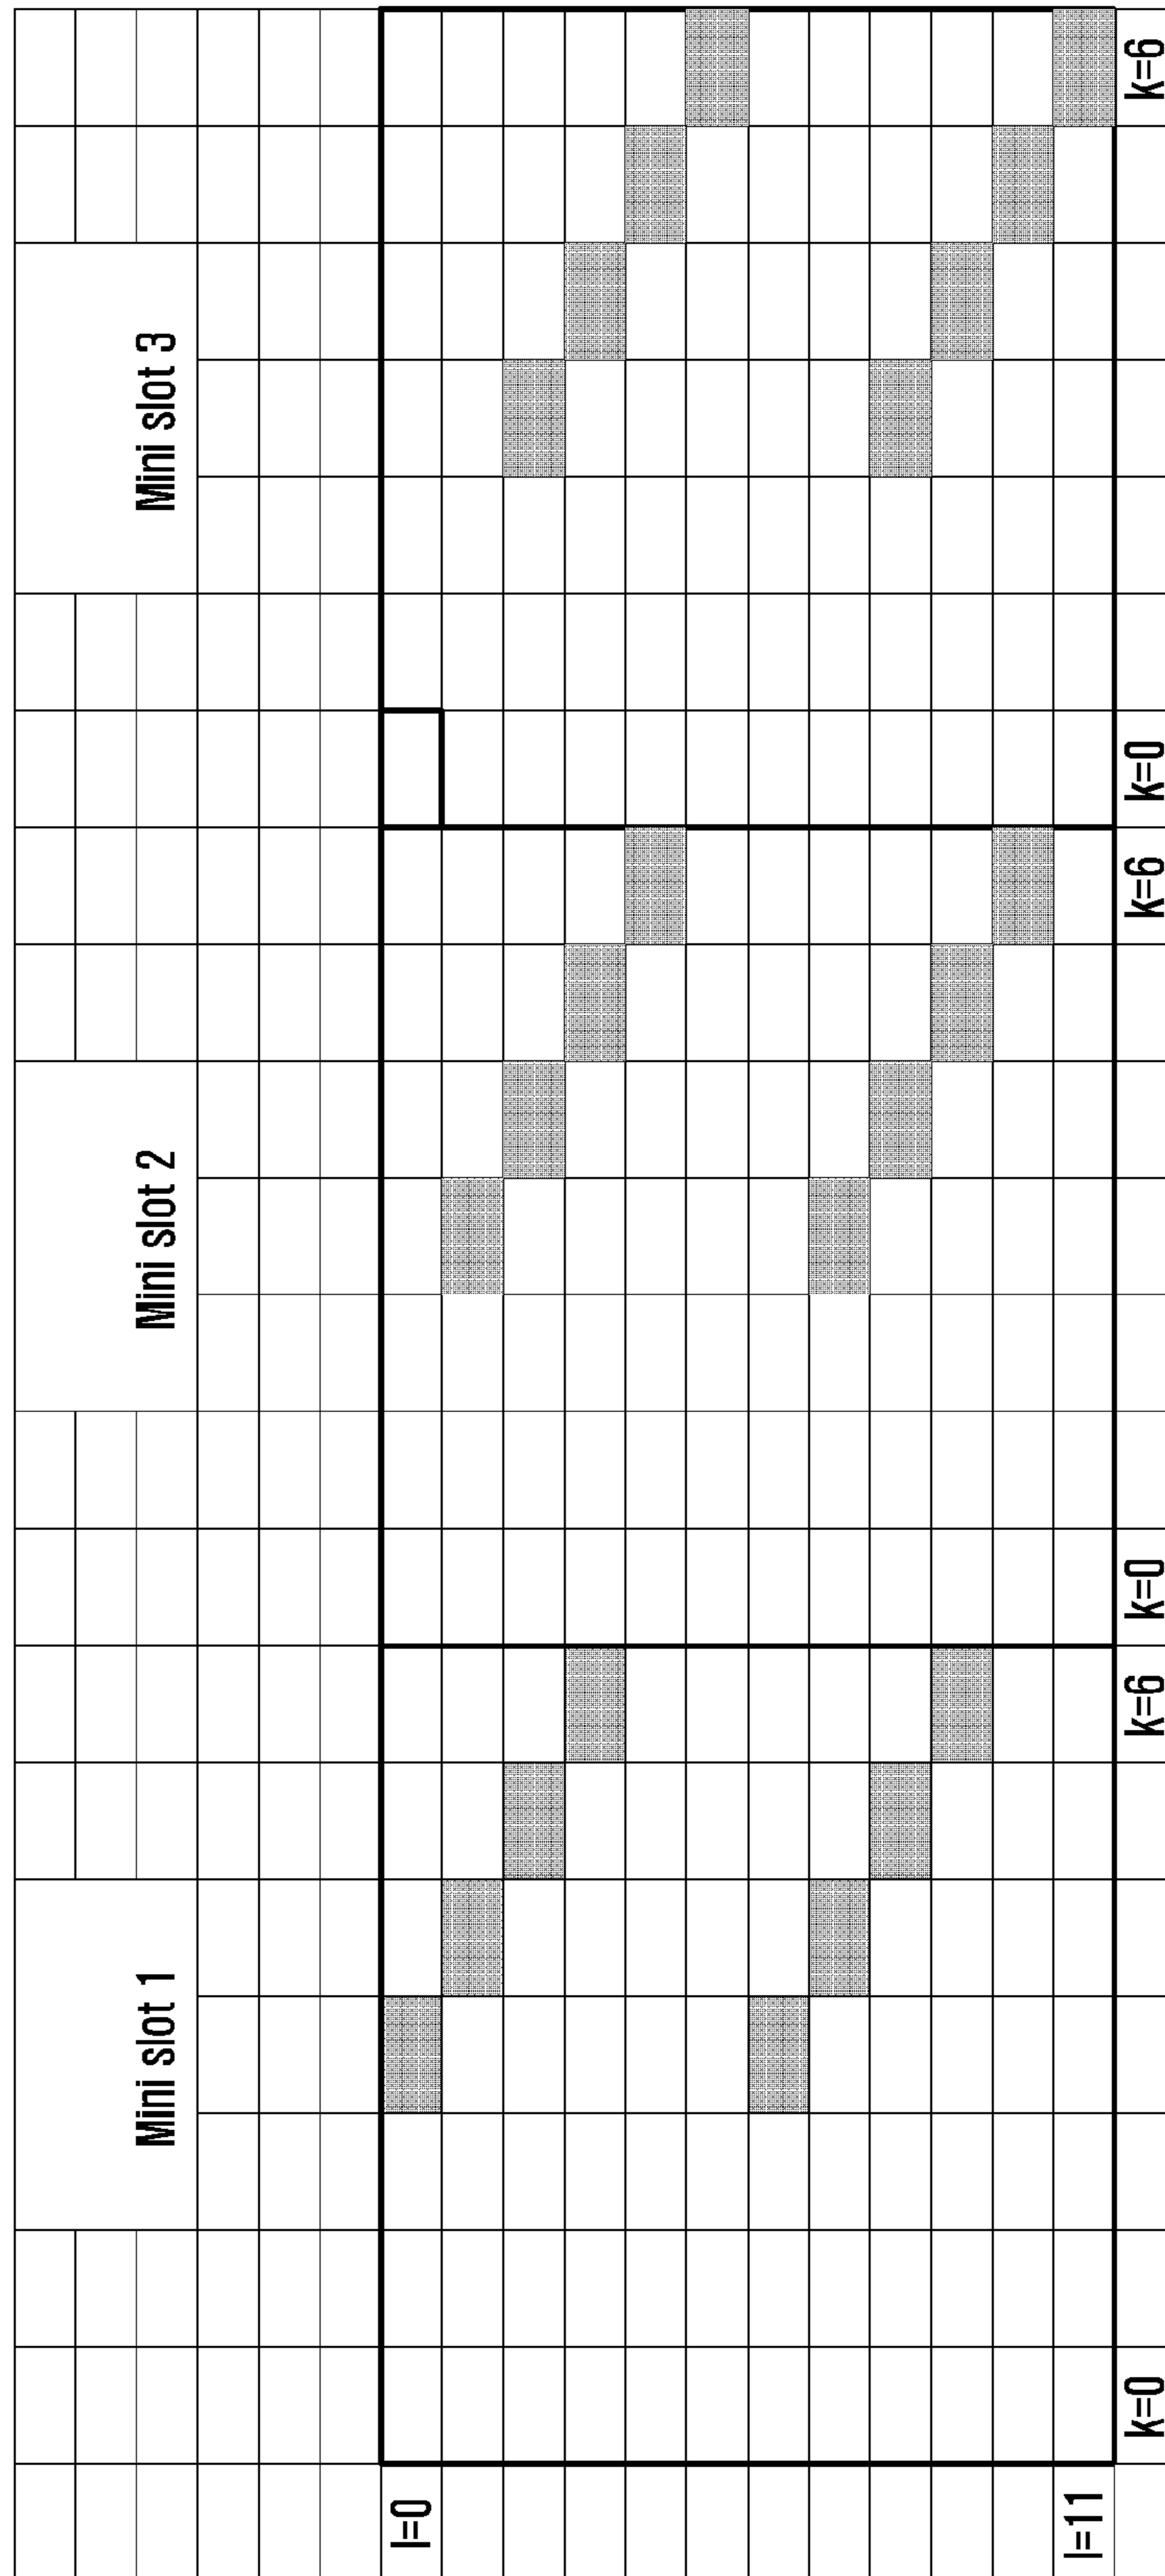 Mini slot 1
Mini slot 2
Mini slot 3
l=0
l=11
k=0
k=6
k=0
k=6
k=0
k=6